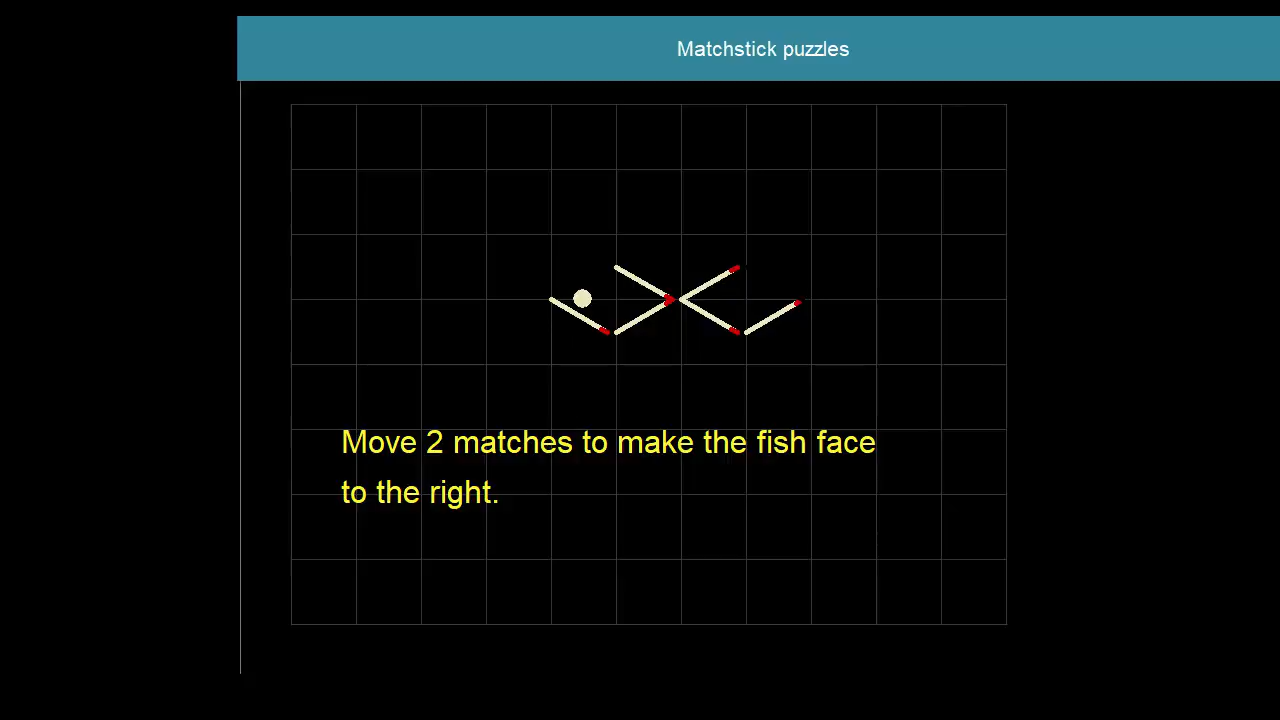 Matchstick puzzles
Move 2 matches to make the fish face
to the right.